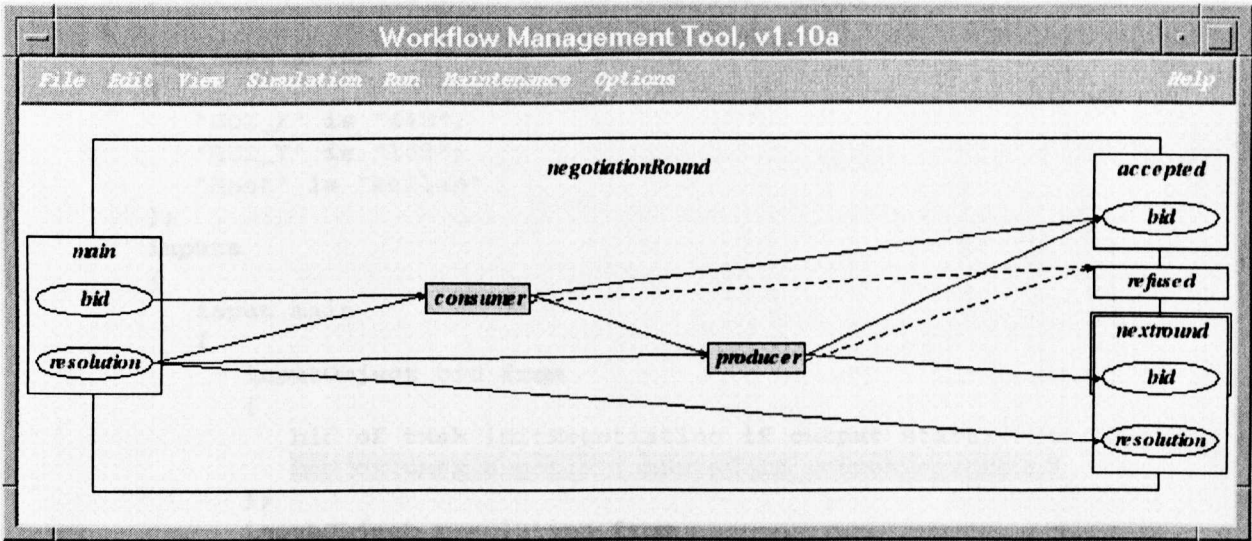 Workflow Management Tool, v1.10a
File Edit View Simulation Run Maintenance Options Help
negotiationRound
accepted
bid
main
bid
resolution
consumer
producer
refused
nextround
bid
resolution
inputs